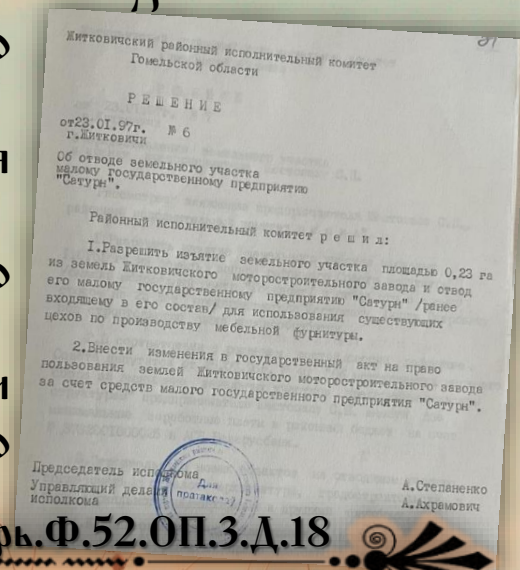 Житковичский районный исполнительный комитет
Гомельской области
Р Е Ш Е Н И Е
от23.01.97г. № 6
г.Житковичи
Об отводе земельного участка
малому государственному предприятию
"Сатурн".
Районный исполнительный комитет р е ш и л:
1.Разрешить изъятие земельного участка площадью 0,23 га
из земель Житковичского моторостроительного завода и отвод
его малому государственному предприятию "Сатурн" /ранее
входящему в его состав/ для использования существующих
цехов по производству мебельной фурнитуры.
2.Внести изменения в государственный акт на право
пользования землей Житковичского моторостроительного завода
за счет средств малого государственного предприятия "Сатурн".
Председатель исполкома А.Степаненко
Управляющий делами
исполкома А.Ахрамович
Для
пратаколаў
рь.Ф.52.ОП.3.Д.18